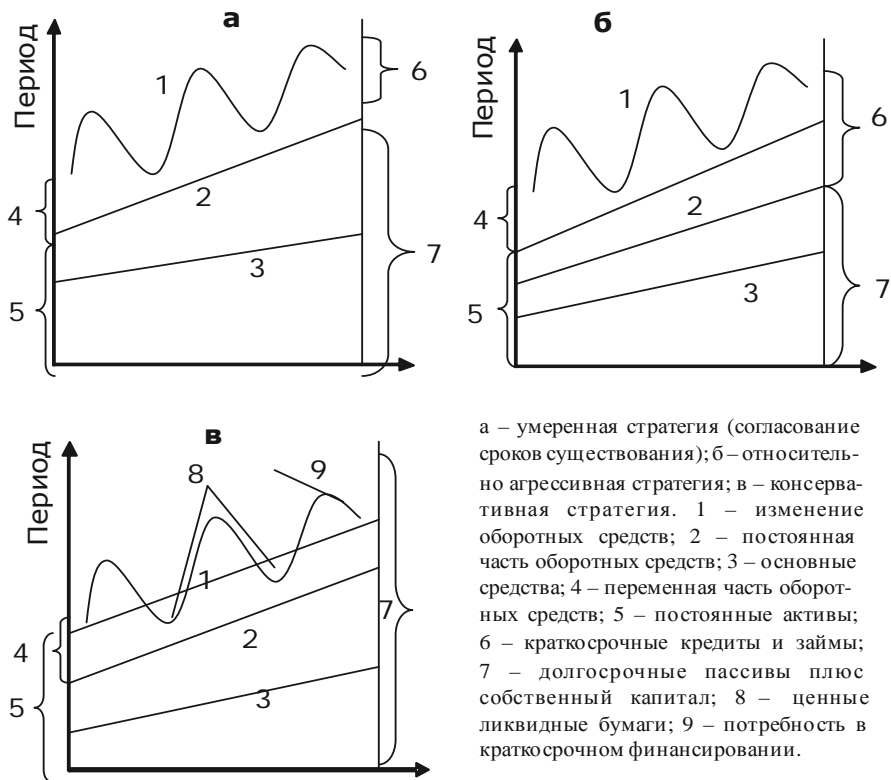 а
Период
1
6
2
4
3
7
5
б
Период
1
6
2
4
3
7
5
в
Период
8
9
1
7
2
4
3
5
а – умеренная стратегия (согласование
сроков существования); б – относитель-
но агрессивная стратегия; в – консерва-
тивная стратегия. 1 – изменение
оборотных средств; 2 – постоянная
часть оборотных средств; 3 – основные
средства; 4 – переменная часть оборот-
ных средств; 5 – постоянные активы;
6 – краткосрочные кредиты и займы;
7 – долгосрочные пассивы плюс
собственный капитал; 8 – ценные
ликвидные бумаги; 9 – потребность в
краткосрочном финансировании.